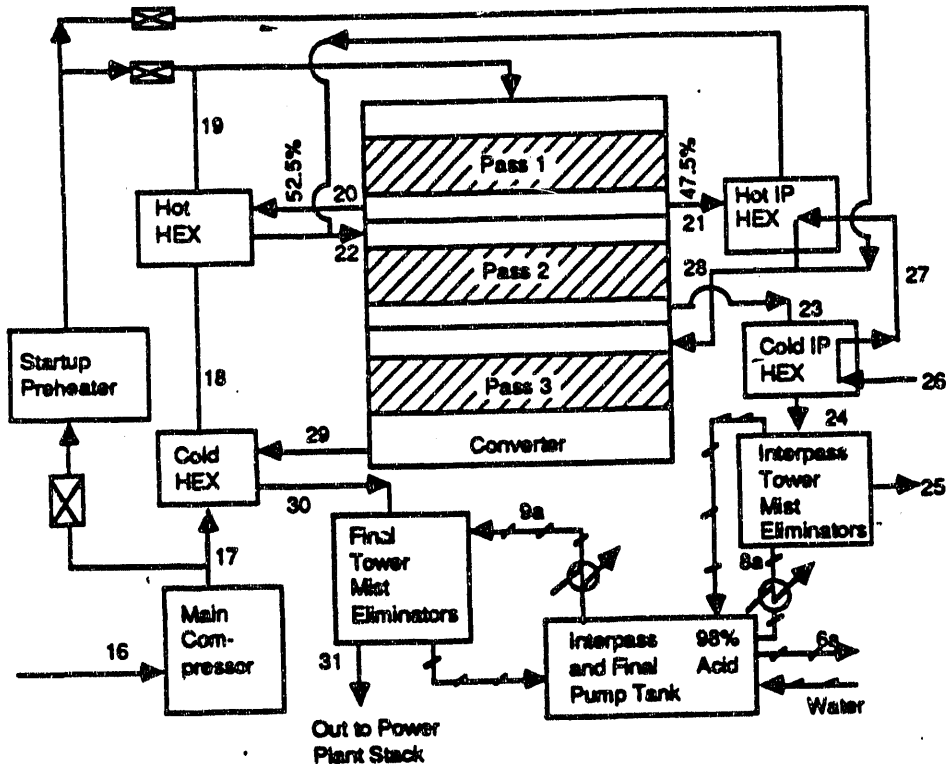 19
52.5%
Pass 1
47.5%
20
Hot
HEX
22
21
Hot IP
HEX
Pass 2
28
27
23
Startup
Preheater
18
Cold IP
HEX
26
Pass 3
29
Converter
24
Cold
HEX
30
Interpass
Tower
Mist
Eliminators
25
17
9a
Final
Tower
Mist
Eliminators
8a
16
Main
Com-
pressor
31
Interpass
and Final
Pump Tank
98%
Acid
6a
Water
Out to Power
Plant Stack